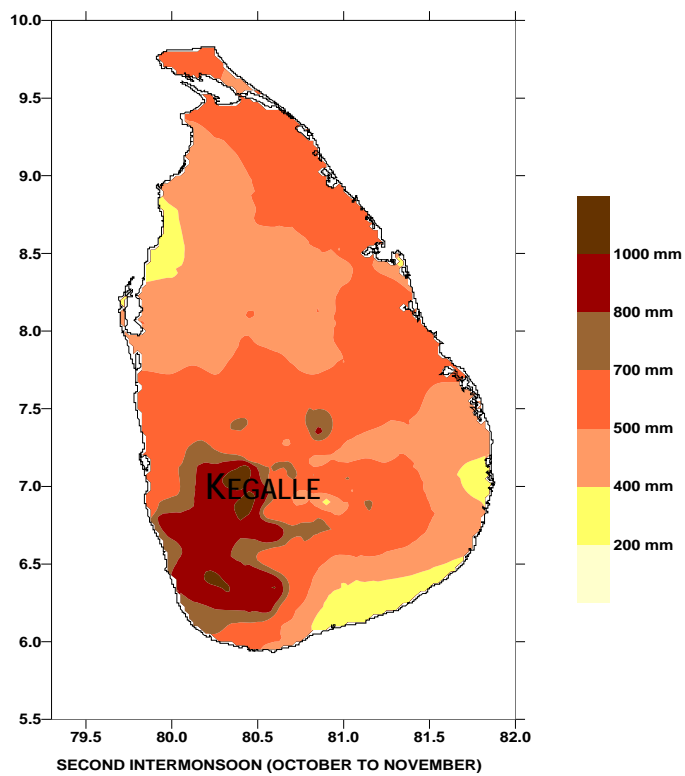 10.0
9.5
9.0
8.5
8.0
7.5
7.0
6.5
6.0
5.5
KEGALLE
1000 mm
800 mm
700 mm
500 mm
400 mm
200 mm
79.5 80.0 80.5 81.0 81.5 82.0
SECOND INTERMONSOON (OCTOBER TO NOVEMBER)